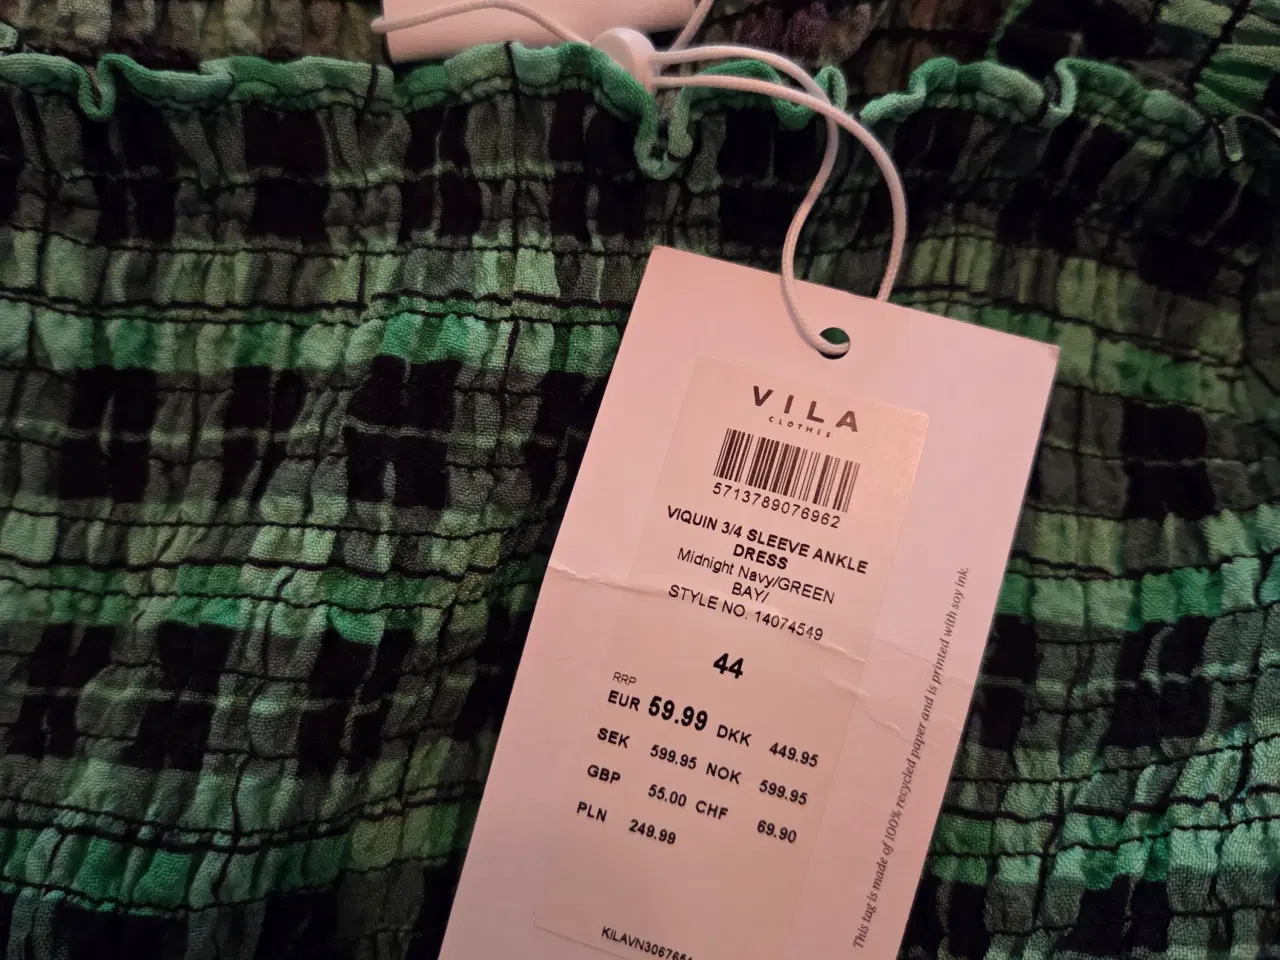 VILA
CLOTHES
5713789076962
VIQUIN 3/4 SLEEVE ANKLE
DRESS
Midnight Navy/GREEN
BAY/
STYLE NO. 14074549
44
RRP
EUR 59.99 DKK 449.95
SEK 599.95 NOK 599.95
GBP 55.00 CHF 69.90
PLN 249.99
This tag is made of 100% recycled paper and is printed with soy ink.